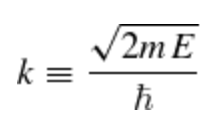 k ≡ √(2mE) / ħ